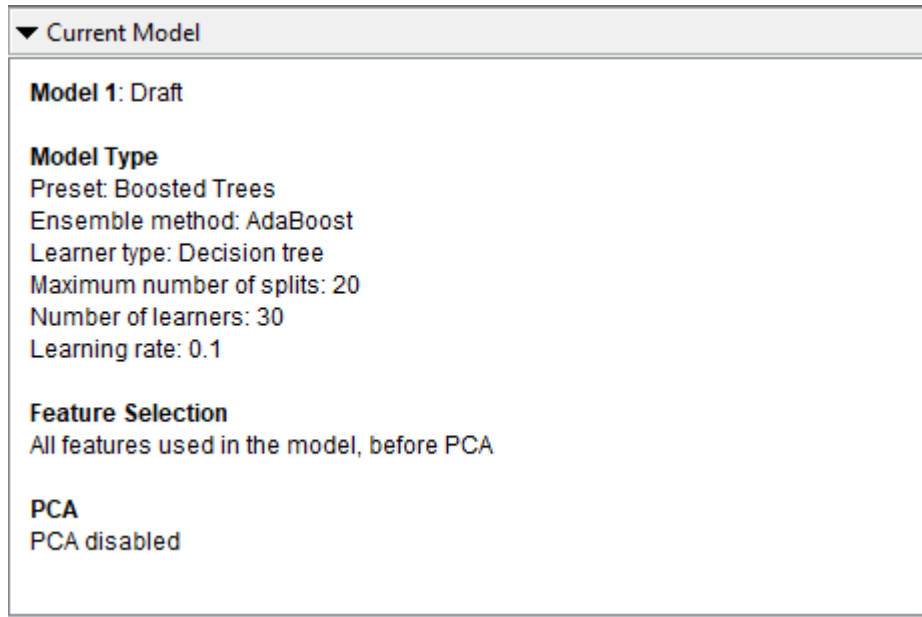 Current Model
Model 1: Draft
Model Type
Preset: Boosted Trees
Ensemble method: AdaBoost
Learner type: Decision tree
Maximum number of splits: 20
Number of learners: 30
Learning rate: 0.1
Feature Selection
All features used in the model, before PCA
PCA
PCA disabled